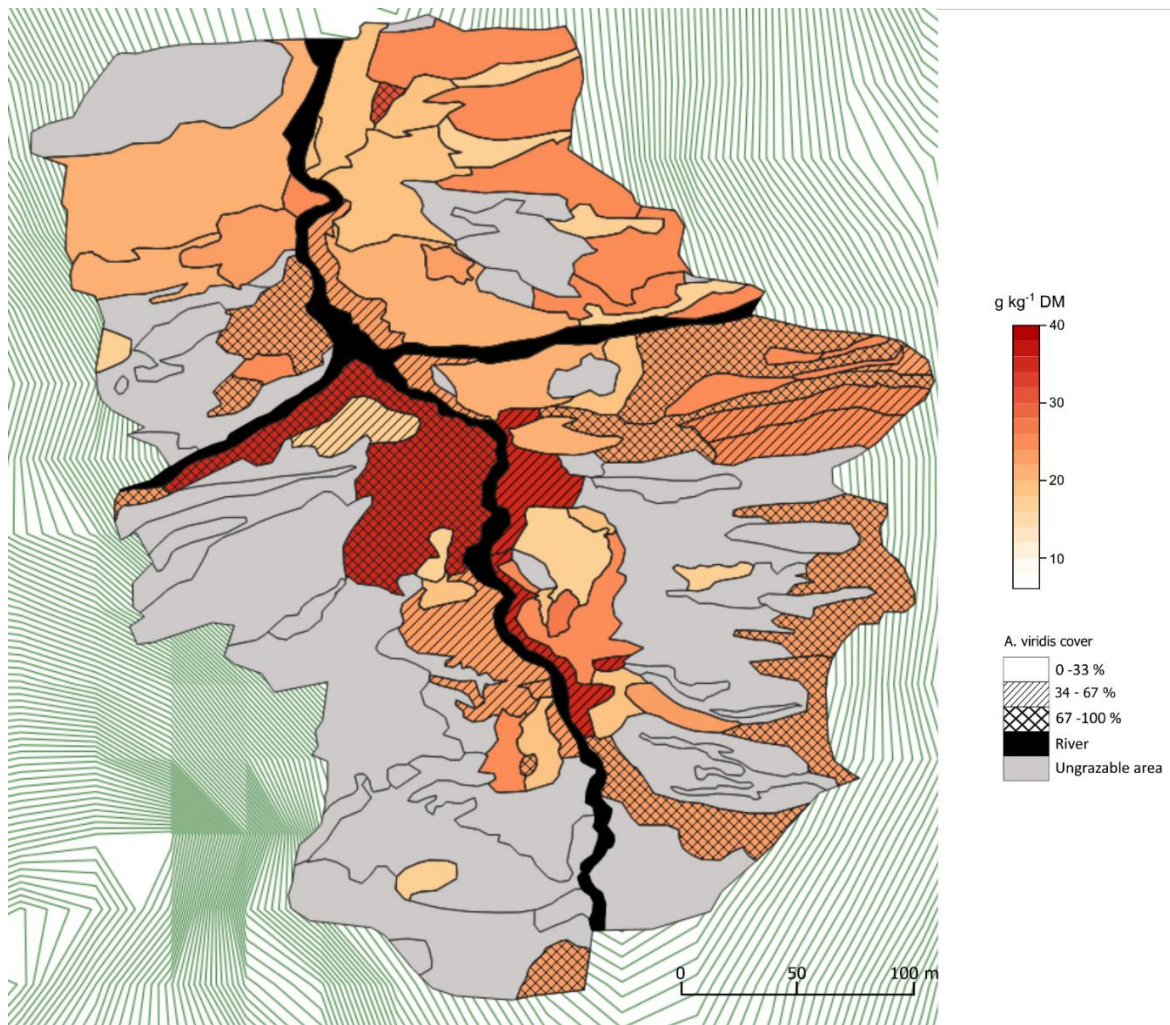 g kg⁻¹ DM
40
30
20
10
A. viridis cover
0 -33 %
34 - 67 %
67 -100 %
River
Ungrazable area
0 50 100 m